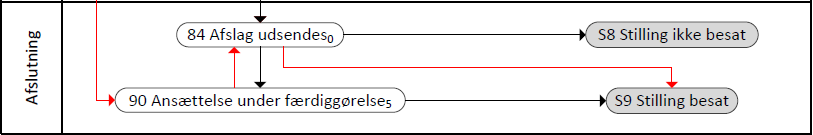 Afslutning
84 Afslag udsendes0
S8 Stilling ikke besat
90 Ansættelse under færdiggørelse5
S9 Stilling besat